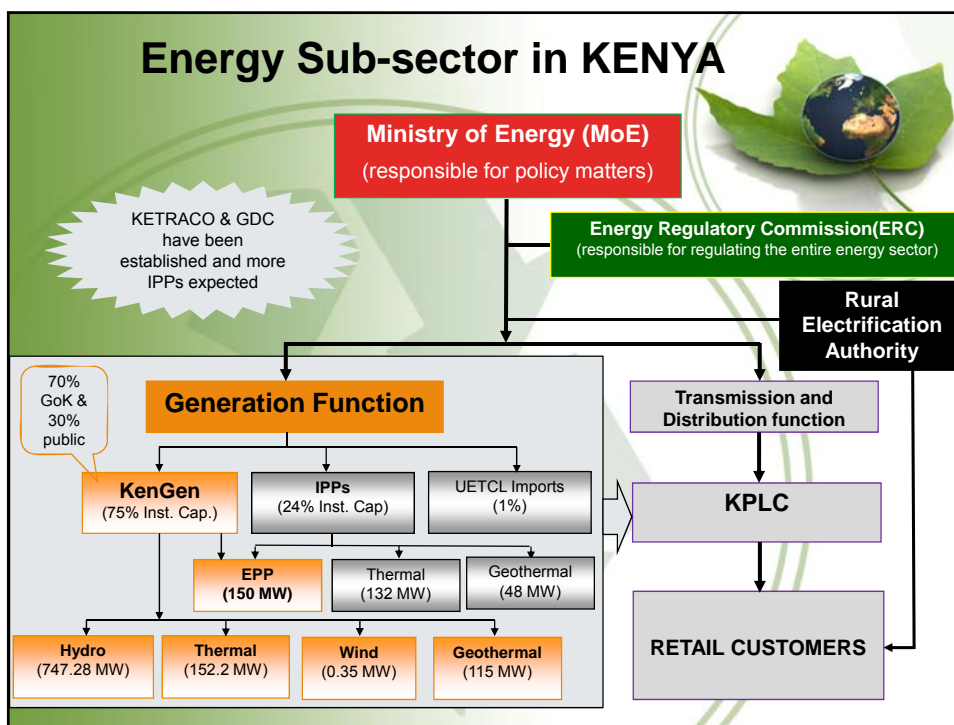 Energy Sub-sector in KENYA
Ministry of Energy (MoE)
(responsible for policy matters)
KETRACO & GDC
have been
established and more
IPPs expected
Energy Regulatory Commission(ERC)
(responsible for regulating the entire energy sector)
Rural
Electrification
Authority
70%
GoK &
30%
public
Generation Function
Transmission and
Distribution function
KenGen
(75% Inst. Cap.)
IPPs
(24% Inst. Cap)
UETCL Imports
(1%)
KPLC
EPP
(150 MW)
Thermal
(132 MW)
Geothermal
(48 MW)
Hydro
(747.28 MW)
Thermal
(152.2 MW)
Wind
(0.35 MW)
Geothermal
(115 MW)
RETAIL CUSTOMERS